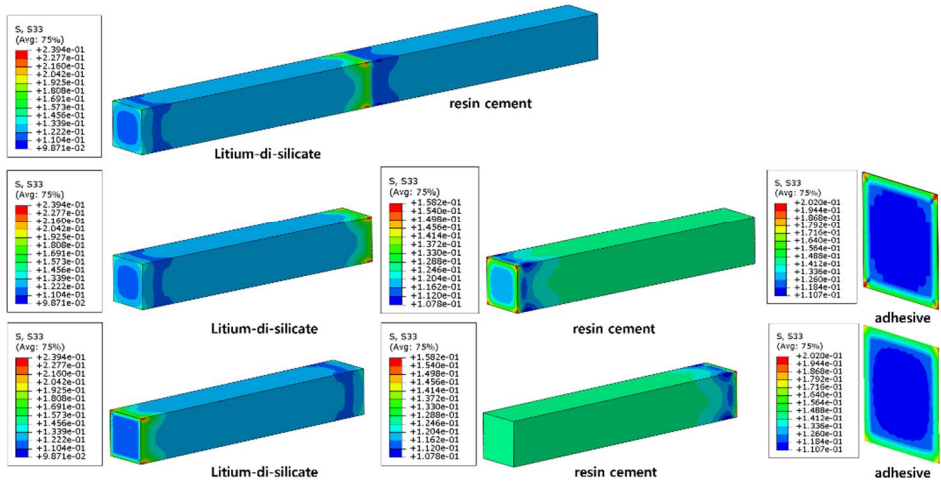 S, S33
(Avg: 75%)
+2.394e-01
+2.277e-01
+2.160e-01
+2.042e-01
+1.925e-01
+1.808e-01
+1.691e-01
+1.573e-01
+1.456e-01
+1.339e-01
+1.222e-01
+1.104e-01
+9.871e-02
resin cement
Litium-di-silicate
S, S33
(Avg: 75%)
+2.394e-01
+2.277e-01
+2.160e-01
+2.042e-01
+1.925e-01
+1.808e-01
+1.691e-01
+1.573e-01
+1.456e-01
+1.339e-01
+1.222e-01
+1.104e-01
+9.871e-02
Litium-di-silicate
S, S33
(Avg: 75%)
+1.582e-01
+1.540e-01
+1.498e-01
+1.456e-01
+1.414e-01
+1.372e-01
+1.330e-01
+1.288e-01
+1.246e-01
+1.204e-01
+1.162e-01
+1.120e-01
+1.078e-01
resin cement
S, S33
(Avg: 75%)
+2.020e-01
+1.944e-01
+1.868e-01
+1.792e-01
+1.716e-01
+1.640e-01
+1.564e-01
+1.488e-01
+1.412e-01
+1.336e-01
+1.260e-01
+1.184e-01
+1.107e-01
adhesive
S, S33
(Avg: 75%)
+2.394e-01
+2.277e-01
+2.160e-01
+2.042e-01
+1.925e-01
+1.808e-01
+1.691e-01
+1.573e-01
+1.456e-01
+1.339e-01
+1.222e-01
+1.104e-01
+9.871e-02
Litium-di-silicate
S, S33
(Avg: 75%)
+1.582e-01
+1.540e-01
+1.498e-01
+1.456e-01
+1.414e-01
+1.372e-01
+1.330e-01
+1.288e-01
+1.246e-01
+1.204e-01
+1.162e-01
+1.120e-01
+1.078e-01
resin cement
S, S33
(Avg: 75%)
+2.020e-01
+1.944e-01
+1.868e-01
+1.792e-01
+1.716e-01
+1.640e-01
+1.564e-01
+1.488e-01
+1.412e-01
+1.336e-01
+1.260e-01
+1.184e-01
+1.107e-01
adhesive